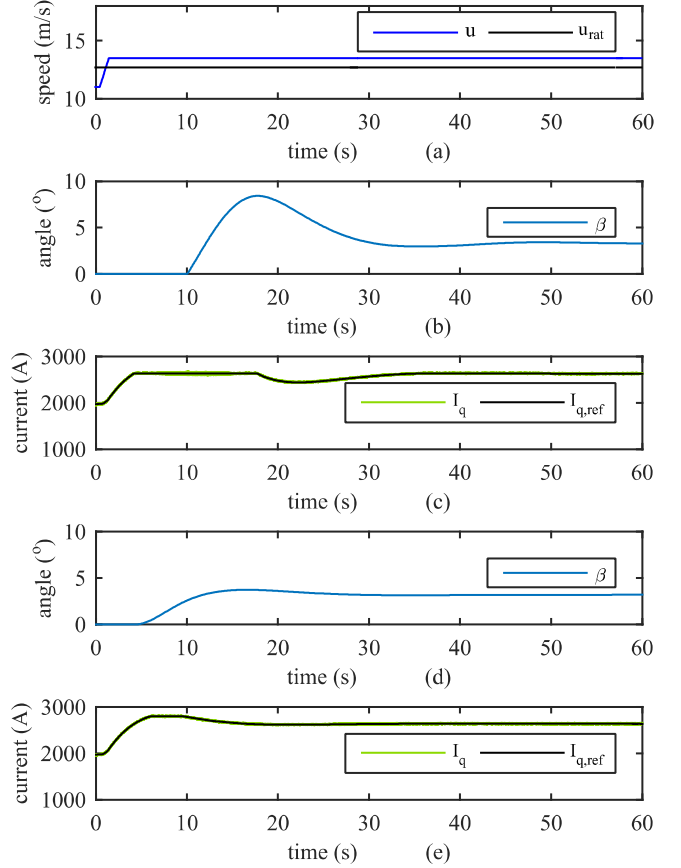 speed (m/s)
15
10
u
u_rat
0 10 20 30 40 50 60
time (s) (a)
angle (°)
10
5
0
β
0 10 20 30 40 50 60
time (s) (b)
current (A)
3000
2000
1000
I_q
I_q,ref
0 10 20 30 40 50 60
time (s) (c)
angle (°)
10
5
0
β
0 10 20 30 40 50 60
time (s) (d)
current (A)
3000
2000
1000
I_q
I_q,ref
0 10 20 30 40 50 60
time (s) (e)